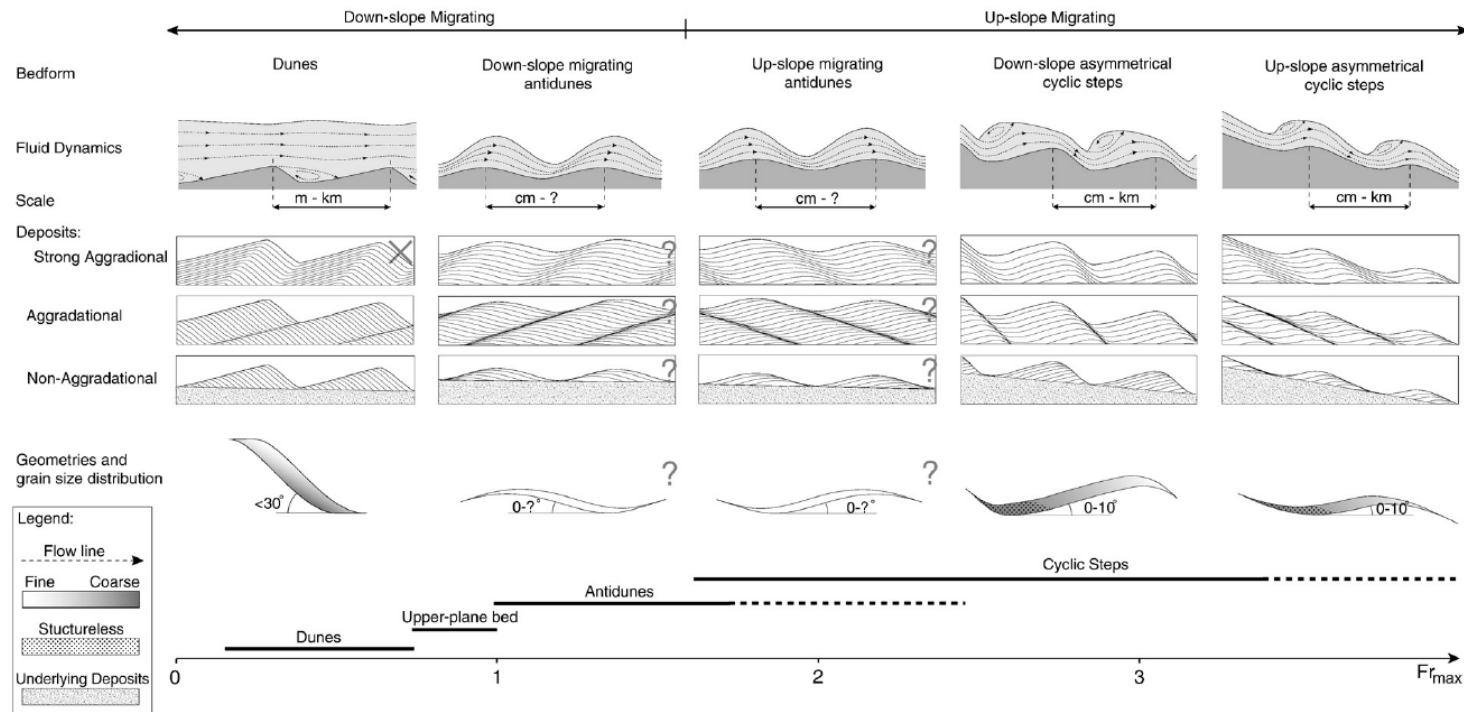 Down-slope Migrating
Up-slope Migrating
Bedform
Dunes
Down-slope migrating
antidunes
Up-slope migrating
antidunes
Down-slope asymmetrical
cyclic steps
Up-slope asymmetrical
cyclic steps
Fluid Dynamics
Scale
m - km
cm - ?
cm - ?
cm - km
cm - km
Deposits:
Strong Aggradional
?
?
Aggradational
?
?
Non-Aggradational
?
?
Geometries and
grain size distribution
<30°
?
0-?°
?
0-?°
0-10°
0-10°
Legend:
Flow line
Fine Coarse
Stuctureless
Underlying Deposits
Cyclic Steps
Antidunes
Upper-plane bed
Dunes
0 1 2 3 Frmax